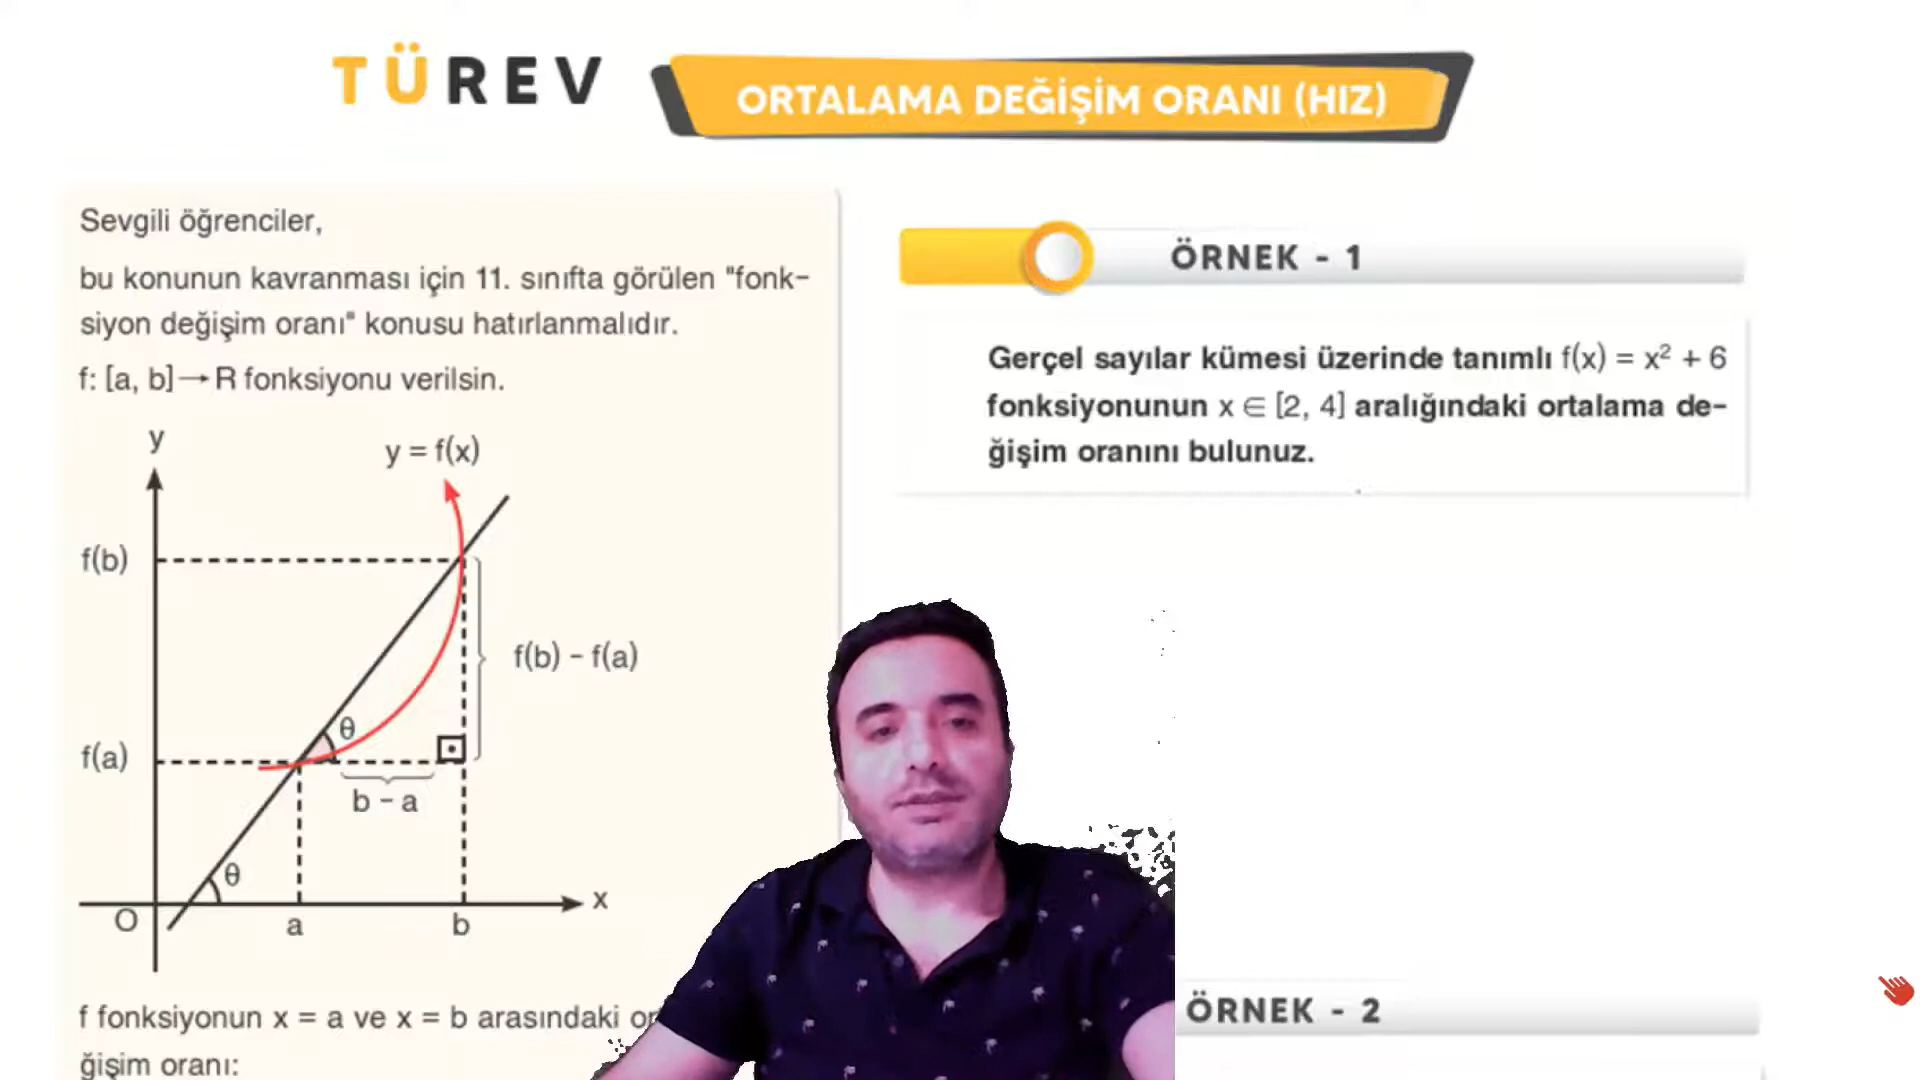 TÜREV
ORTALAMA DEĞİŞİM ORANI (HIZ)
Sevgili öğrenciler,
bu konunun kavranması için 11. sınıfta görülen "fonk-
siyon değişim oranı" konusu hatırlanmalıdır.
f: [a, b]→R fonksiyonu verilsin.
y
y = f(x)
f(b)
f(b) - f(a)
θ
f(a)
b - a
θ
x
O
a
b
f fonksiyonun x = a ve x = b arasındaki
ğişim oranı:
ÖRNEK - 1
Gerçel sayılar kümesi üzerinde tanımlı f(x) = x² + 6
fonksiyonunun x ∈ [2, 4] aralığındaki ortalama de-
ğişim oranını bulunuz.
ÖRNEK - 2